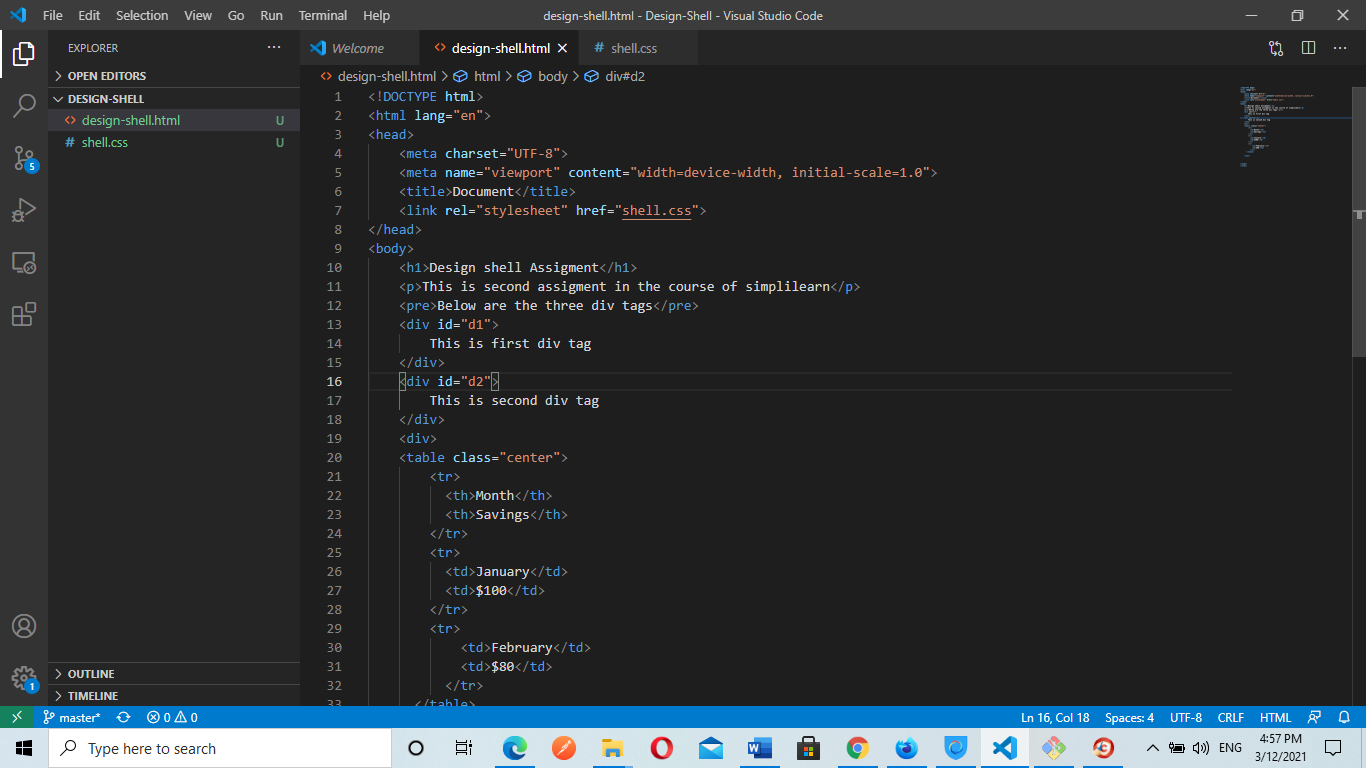 File Edit Selection View Go Run Terminal Help design-shell.html - Design-Shell - Visual Studio Code
EXPLORER ···
Welcome design-shell.html shell.css
OPEN EDITORS
DESIGN-SHELL
design-shell.html U
shell.css U
OUTLINE
TIMELINE
5
1
design-shell.html > html > body > div#d2
1 <!DOCTYPE html>
2 <html lang="en">
3 <head>
4 <meta charset="UTF-8">
5 <meta name="viewport" content="width=device-width, initial-scale=1.0">
6 <title>Document</title>
7 <link rel="stylesheet" href="shell.css">
8 </head>
9 <body>
10 <h1>Design shell Assigment</h1>
11 <p>This is second assigment in the course of simplilearn</p>
12 <pre>Below are the three div tags</pre>
13 <div id="d1">
14 This is first div tag
15 </div>
16 <div id="d2">
17 This is second div tag
18 </div>
19 <div>
20 <table class="center">
21 <tr>
22 <th>Month</th>
23 <th>Savings</th>
24 </tr>
25 <tr>
26 <td>January</td>
27 <td>$100</td>
28 </tr>
29 <tr>
30 <td>February</td>
31 <td>$80</td>
32 </tr>
33 </table>
master* 0 0 Ln 16, Col 18 Spaces: 4 UTF-8 CRLF HTML
Type here to search ENG 4:57 PM
3/12/2021